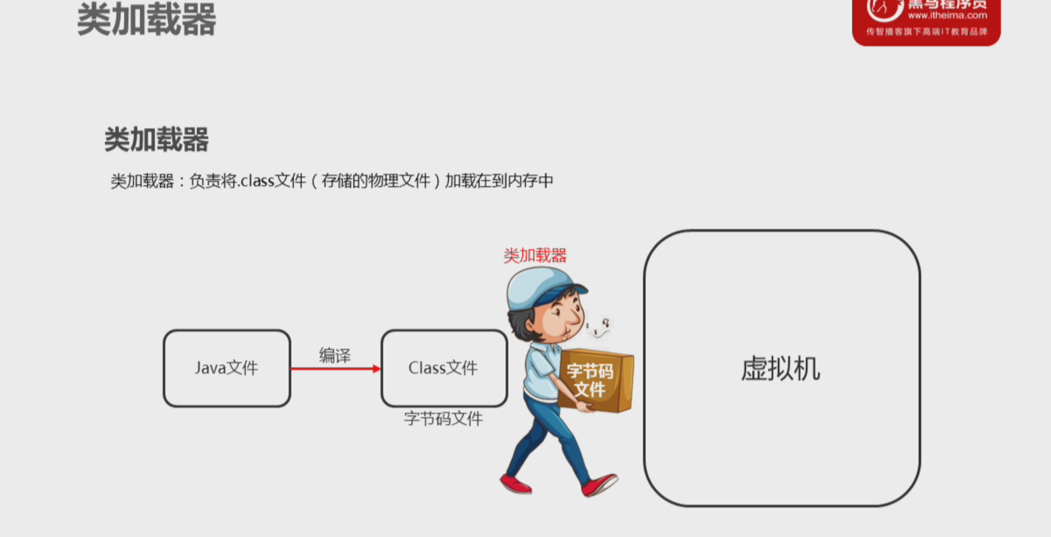 类加载器
黑马程序员
www.itheima.com
传智播客旗下高端IT教育品牌
类加载器
类加载器：负责将.class文件（存储的物理文件）加载在到内存中
类加载器
Java文件
编译
Class文件
字节码
文件
虚拟机
字节码文件